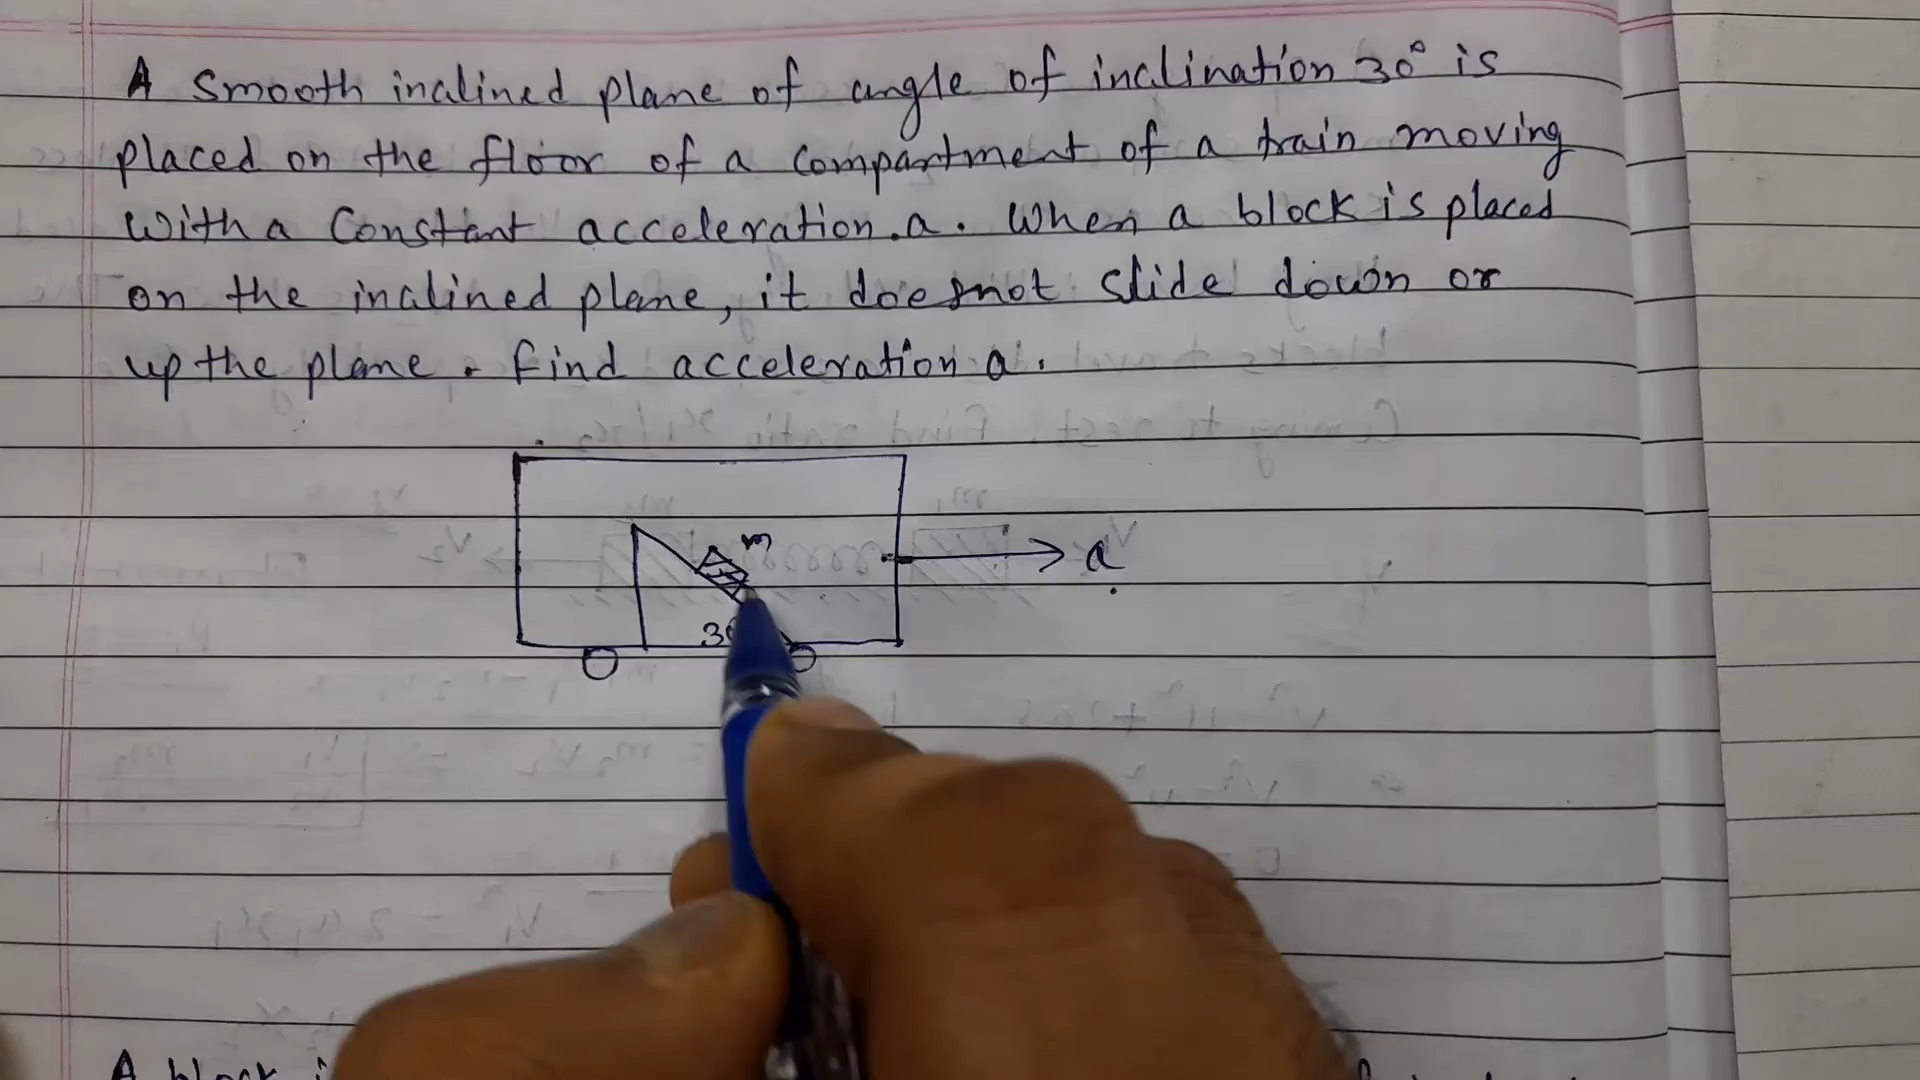 A smooth inclined plane of angle of inclination 30° is
placed on the floor of a compartment of a train moving
with a constant acceleration.a. When a block is placed
on the inclined plane, it does not slide down or
up the plane. Find acceleration a.
m
a
A block